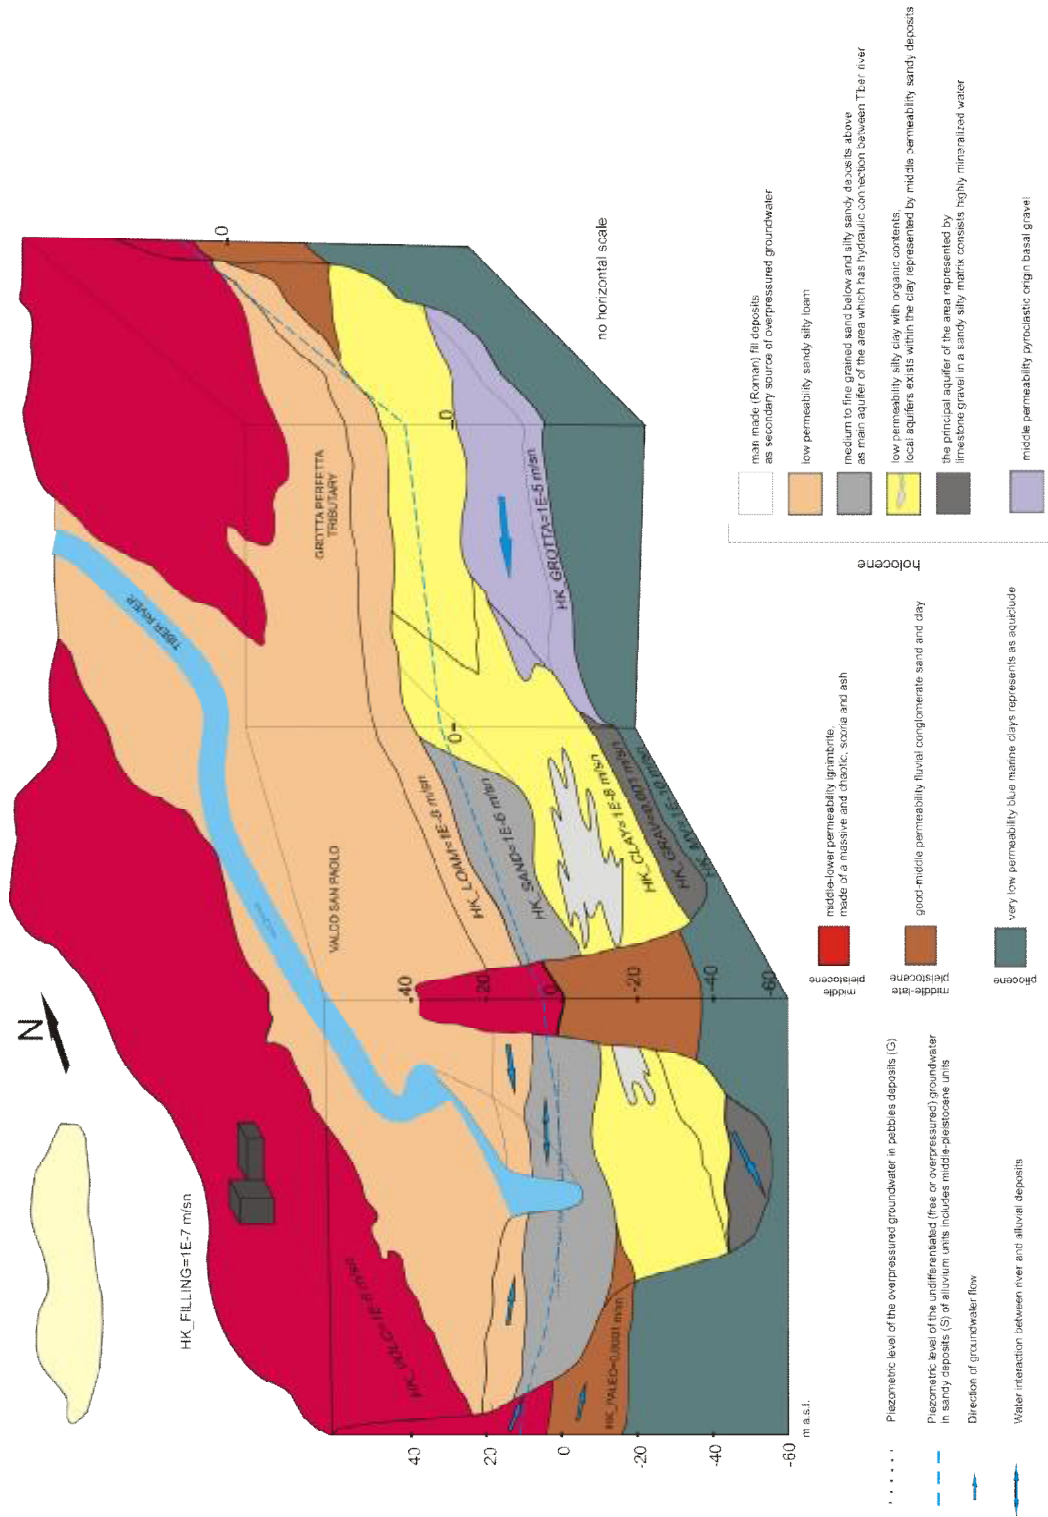 N
HK_FILLING=1E-7 m/sn
TIBER RIVER
GROTTA PERFETTA
TRIBUTARY
VALCO SAN PAOLO
HK_LOAM=1E-8 m/sn
HK_SAND=1E-5 m/sn
HK_CLAY=1E-8 m/sn
HK_GROTTA=1E-5 m/sn
HK_PALEO=0,0001 m/sn
no horizontal scale
0
0
0
40
20
0
-20
-40
-60
40
20
0
-20
-40
-60
m a.s.l.
Piezometric level of the overpressured groundwater in pebbles deposits (G)
Piezometric level of the undifferentiated (free or overpressured) groundwater
in sandy deposits (S) of alluvium units includes middle-pleistocene units
Direction of groundwater flow
Water interaction between river and alluvial deposits
middle
pleistocene
middle-lower permeability ignimbrite,
made of a massive and chaotic, scoria and ash
middle-late
pleistocene
good-middle permeability fluvial conglomerate sand and clay
pliocene
very low permeability blue marine clays represents as aquiclude
holocene
man made (Roman) fill deposits
as secondary source of overpressured groundwater
low permeability sandy silty loam
medium to fine grained sand below and silty sandy deposits above
as main aquifer of the area which has hydraulic connection between Tiber river
low permeability silty clay with organic contents,
local aquifers exists within the clay represented by middle permeability sandy deposits
the principal aquifer of the area represented by
limestone gravel in a sandy silty matrix consists highly mineralized water
middle permeability pyroclastic origin basal gravel